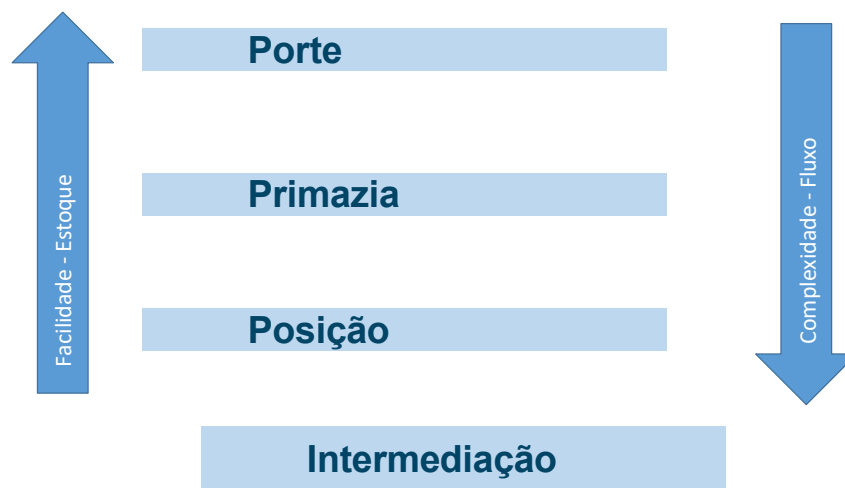 Porte
Primazia
Posição
Intermediação
Facilidade - Estoque
Complexidade - Fluxo